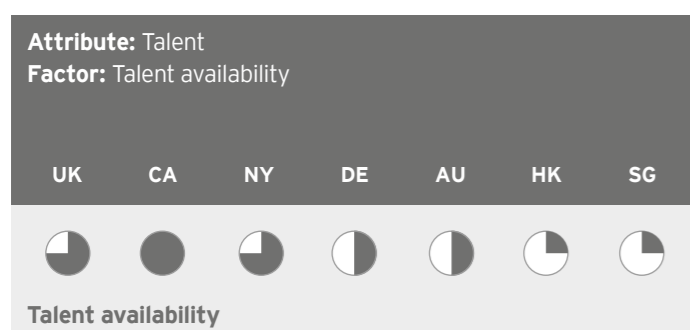 Attribute: Talent
Factor: Talent availability
UK CA NY DE AU HK SG
Talent availability